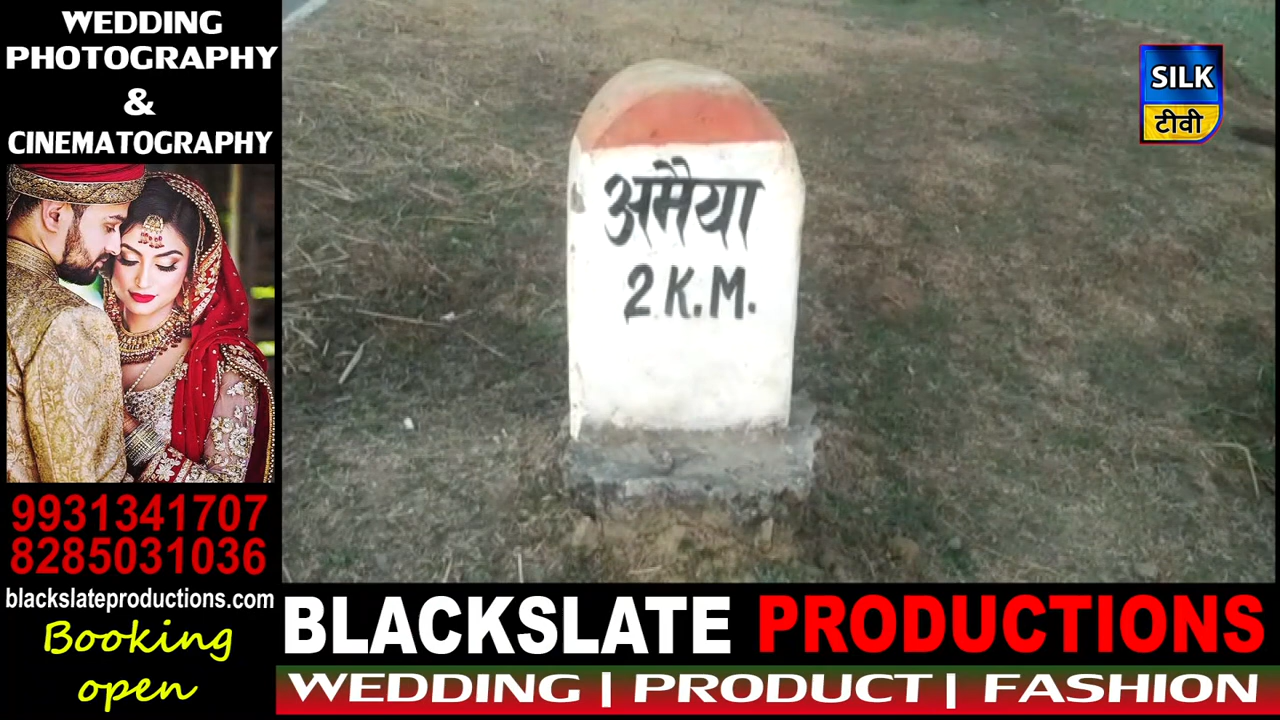 WEDDING
PHOTOGRAPHY
&
CINEMATOGRAPHY
9931341707
8285031036
blackslateproductions.com
Booking
open
SILK
टीवी
अमैया
2 K.M.
BLACKSLATE PRODUCTIONS
WEDDING | PRODUCT | FASHION